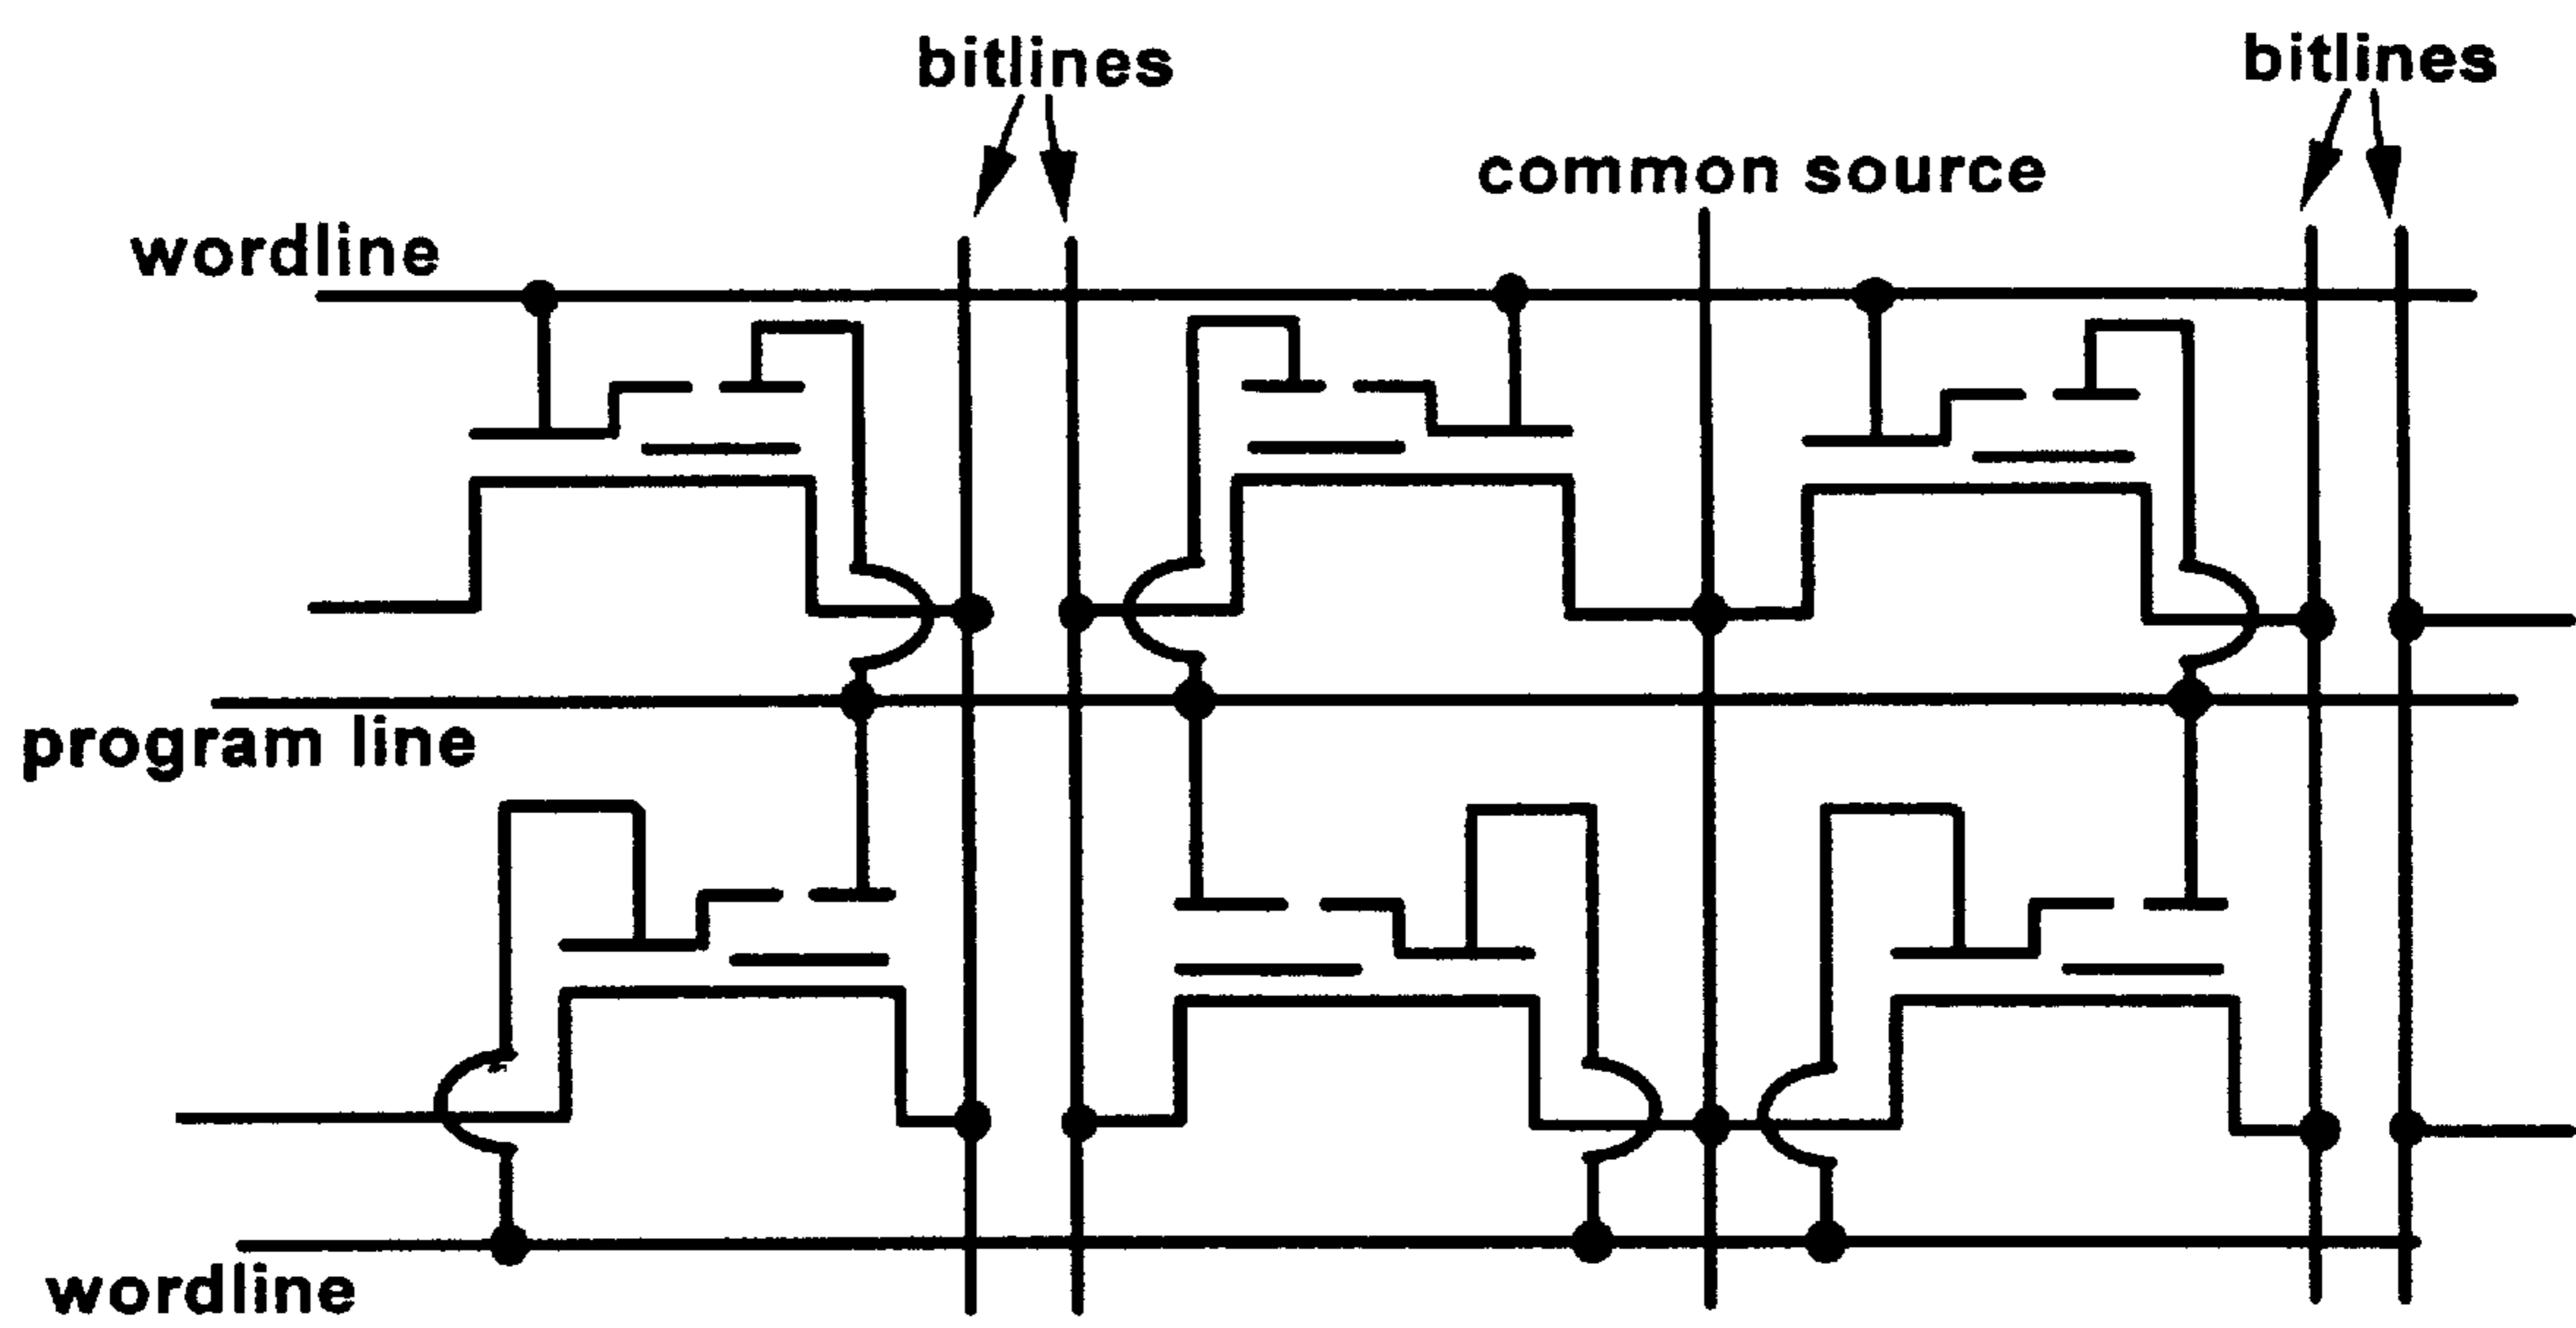 bitlines
bitlines
common source
wordline
program line
wordline